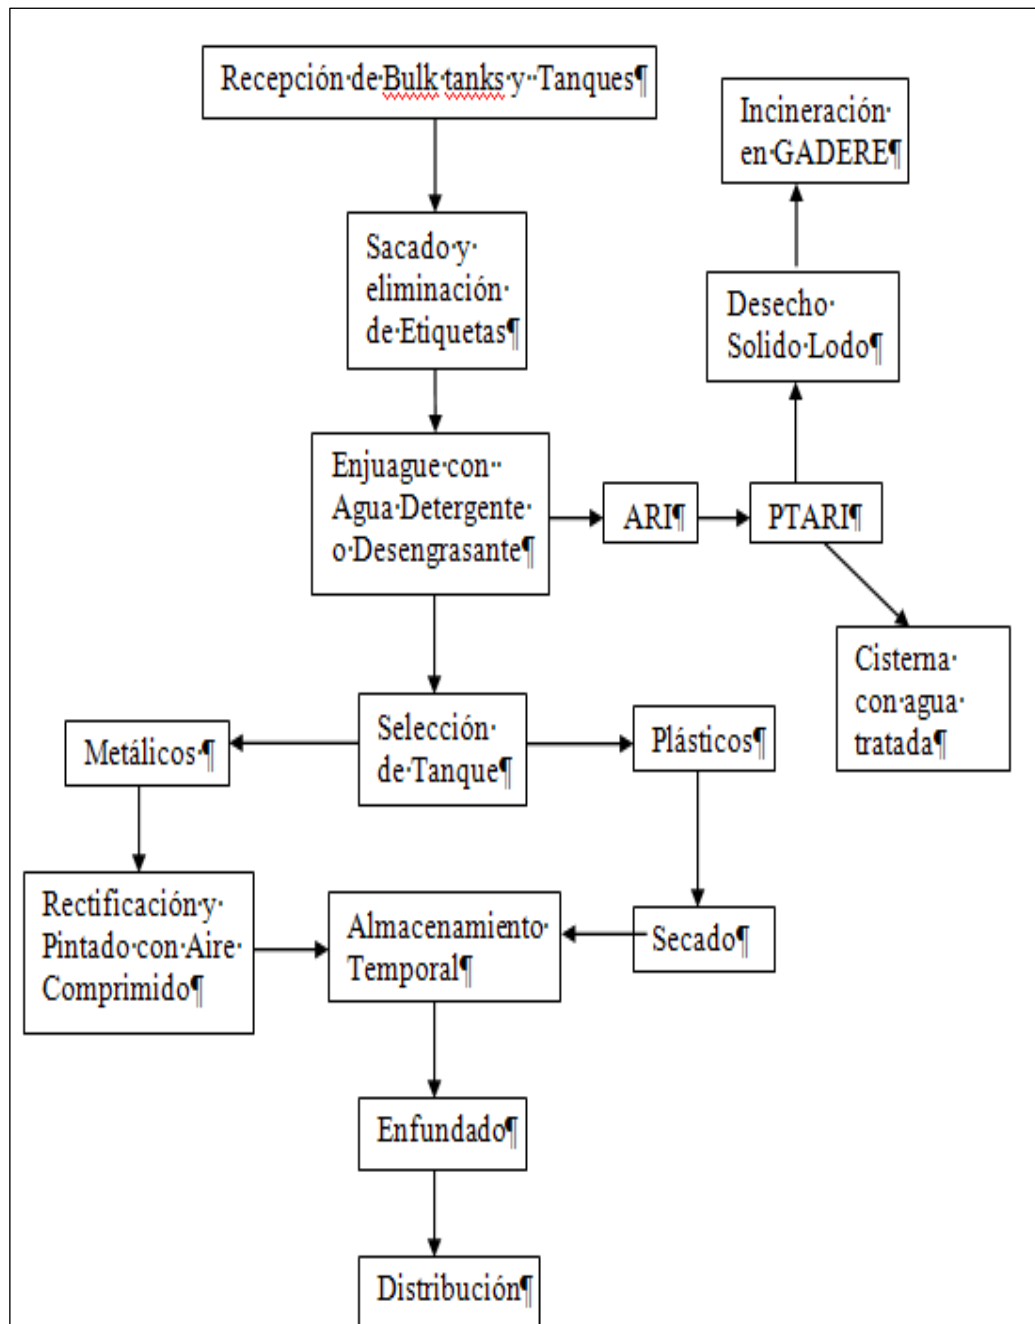 Recepción de Bulk tanks y Tanques¶
Incineración
en GADERE¶
Sacado y
eliminación
de Etiquetas¶
Desecho
Solido Lodo¶
Enjuague con
Agua Detergente
o Desengrasante¶
ARI¶
PTARI¶
Cisterna
con agua
tratada¶
Metálicos ¶
Selección
de Tanque¶
Plásticos¶
Rectificación y
Pintado con Aire
Comprimido¶
Almacenamiento
Temporal¶
Secado¶
Enfundado¶
Distribución¶